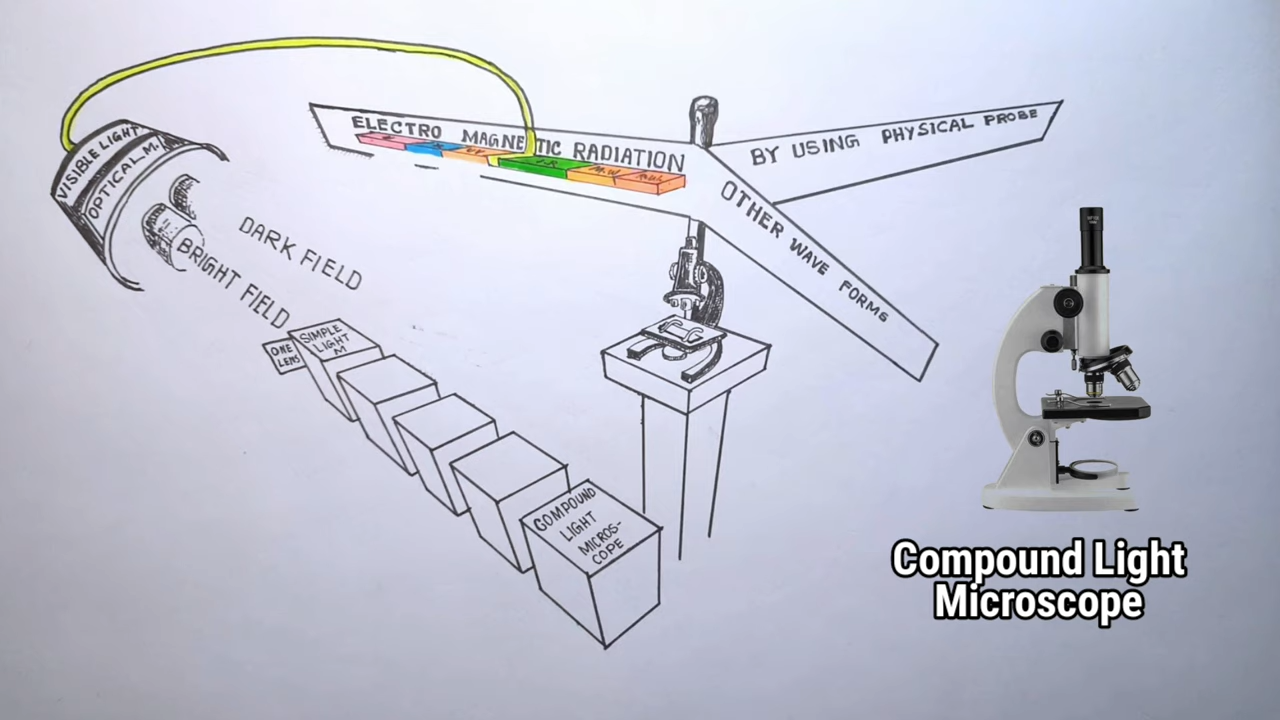 VISIBLE LIGHT
OPTICAL M.
DARK FIELD
BRIGHT FIELD
ELECTRO MAGNETIC RADIATION
U.V
I.R
M.W
BY USING PHYSICAL PROBE
OTHER WAVE FORMS
ONE
LENS
SIMPLE
LIGHT
M
COMPOUND
LIGHT
MICROS-
COPE
Compound Light
Microscope